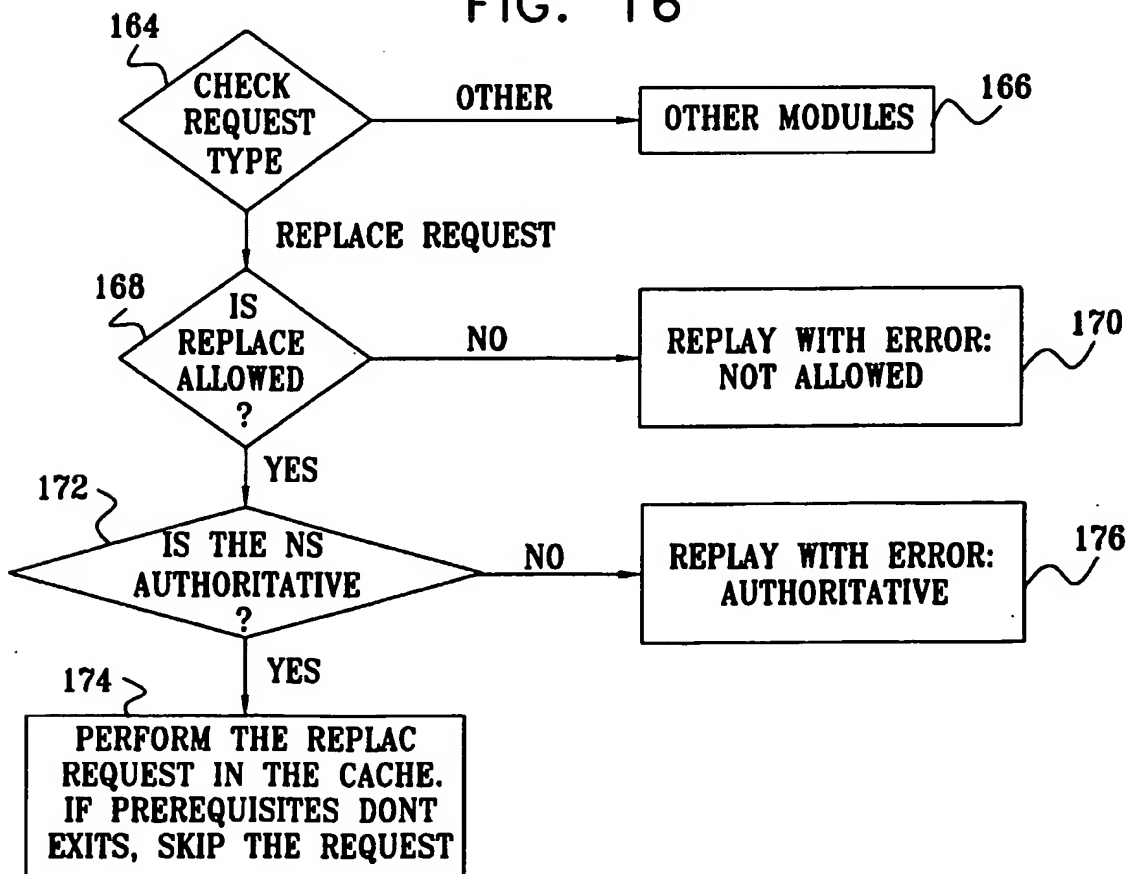 FIG. 16
164
CHECK
REQUEST
TYPE
OTHER
OTHER MODULES
166
REPLACE REQUEST
168
IS
REPLACE
ALLOWED
?
NO
REPLAY WITH ERROR:
NOT ALLOWED
170
YES
172
IS THE NS
AUTHORITATIVE
?
NO
REPLAY WITH ERROR:
AUTHORITATIVE
176
YES
174
PERFORM THE REPLAC
REQUEST IN THE CACHE.
IF PREREQUISITES DONT
EXITS, SKIP THE REQUEST